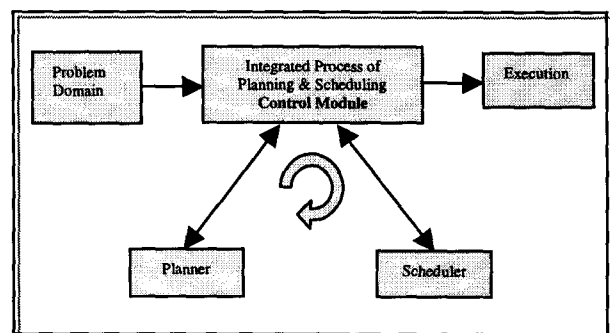 Problem
Domain
Integrated Process of
Planning & Scheduling
Control Module
Execution
Planner
Scheduler